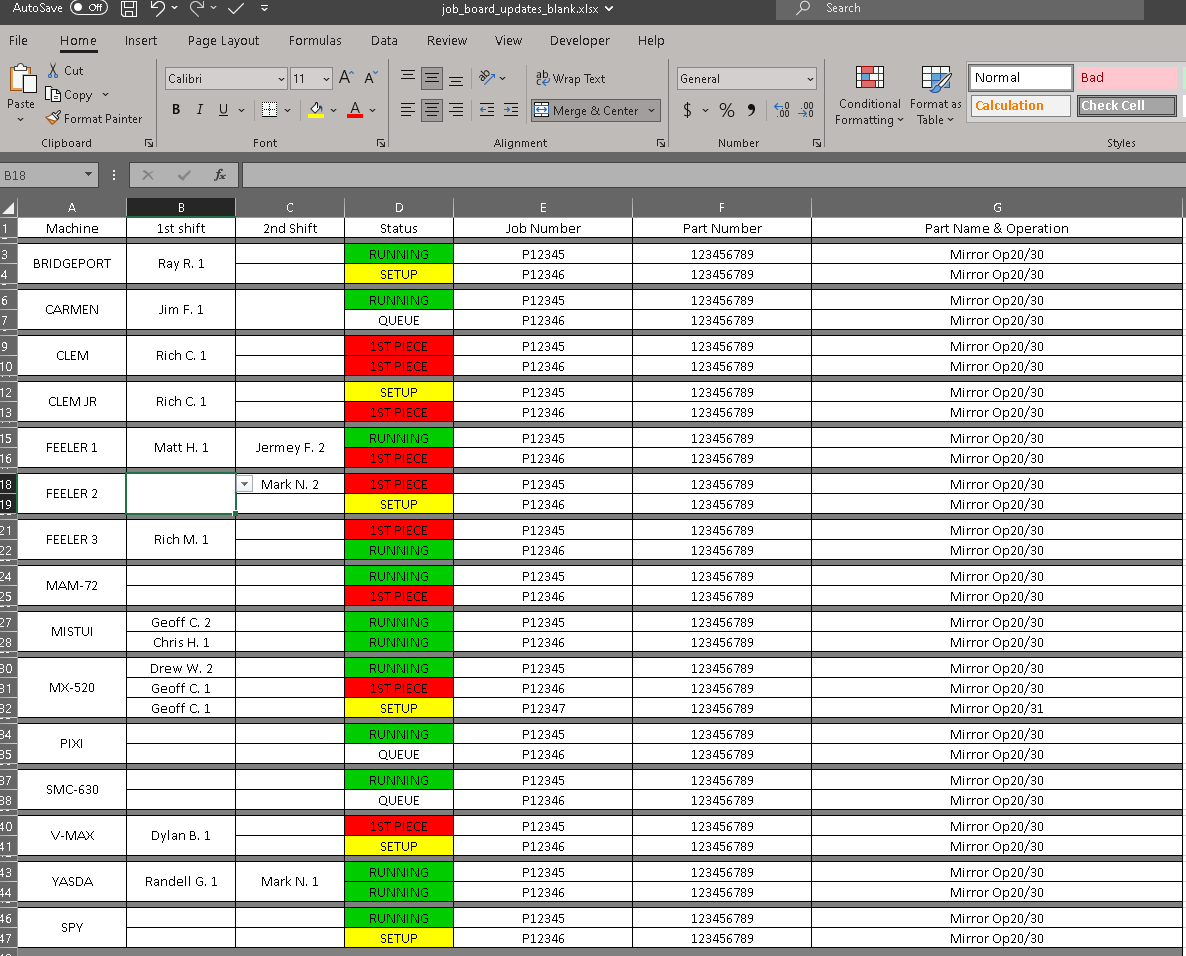 AutoSave Off job_board_updates_blank.xlsx Search
File Home Insert Page Layout Formulas Data Review View Developer Help
Paste Cut Copy Format Painter Clipboard
Calibri 11 A A B I U A Font
ab Wrap Text Merge & Center Alignment
General $ % Number
Conditional Formatting Format as Table
Normal Bad Calculation Check Cell Styles
B18 fx
A B C D E F G
1 Machine 1st shift 2nd Shift Status Job Number Part Number Part Name & Operation
BRIDGEPORT Ray R. 1
3 RUNNING P12345 123456789 Mirror Op20/30
4 SETUP P12346 123456789 Mirror Op20/30
CARMEN Jim F. 1
6 RUNNING P12345 123456789 Mirror Op20/30
7 QUEUE P12346 123456789 Mirror Op20/30
CLEM Rich C. 1
9 1ST PIECE P12345 123456789 Mirror Op20/30
10 1ST PIECE P12346 123456789 Mirror Op20/30
CLEM JR Rich C. 1
12 SETUP P12345 123456789 Mirror Op20/30
13 1ST PIECE P12346 123456789 Mirror Op20/30
FEELER 1 Matt H. 1 Jermey F. 2
15 RUNNING P12345 123456789 Mirror Op20/30
16 1ST PIECE P12346 123456789 Mirror Op20/30
FEELER 2
18 Mark N. 2 1ST PIECE P12345 123456789 Mirror Op20/30
19 SETUP P12346 123456789 Mirror Op20/30
FEELER 3 Rich M. 1
21 1ST PIECE P12345 123456789 Mirror Op20/30
22 RUNNING P12346 123456789 Mirror Op20/30
MAM-72
24 RUNNING P12345 123456789 Mirror Op20/30
25 1ST PIECE P12346 123456789 Mirror Op20/30
MISTUI
27 Geoff C. 2 RUNNING P12345 123456789 Mirror Op20/30
28 Chris H. 1 RUNNING P12346 123456789 Mirror Op20/30
MX-520
30 Drew W. 2 RUNNING P12345 123456789 Mirror Op20/30
31 Geoff C. 1 1ST PIECE P12346 123456789 Mirror Op20/30
32 Geoff C. 1 SETUP P12347 123456789 Mirror Op20/31
PIXI
34 RUNNING P12345 123456789 Mirror Op20/30
35 QUEUE P12346 123456789 Mirror Op20/30
SMC-630
37 RUNNING P12345 123456789 Mirror Op20/30
38 QUEUE P12346 123456789 Mirror Op20/30
V-MAX Dylan B. 1
40 1ST PIECE P12345 123456789 Mirror Op20/30
41 SETUP P12346 123456789 Mirror Op20/30
YASDA Randell G. 1 Mark N. 1
43 RUNNING P12345 123456789 Mirror Op20/30
44 RUNNING P12346 123456789 Mirror Op20/30
SPY
46 RUNNING P12345 123456789 Mirror Op20/30
47 SETUP P12346 123456789 Mirror Op20/30